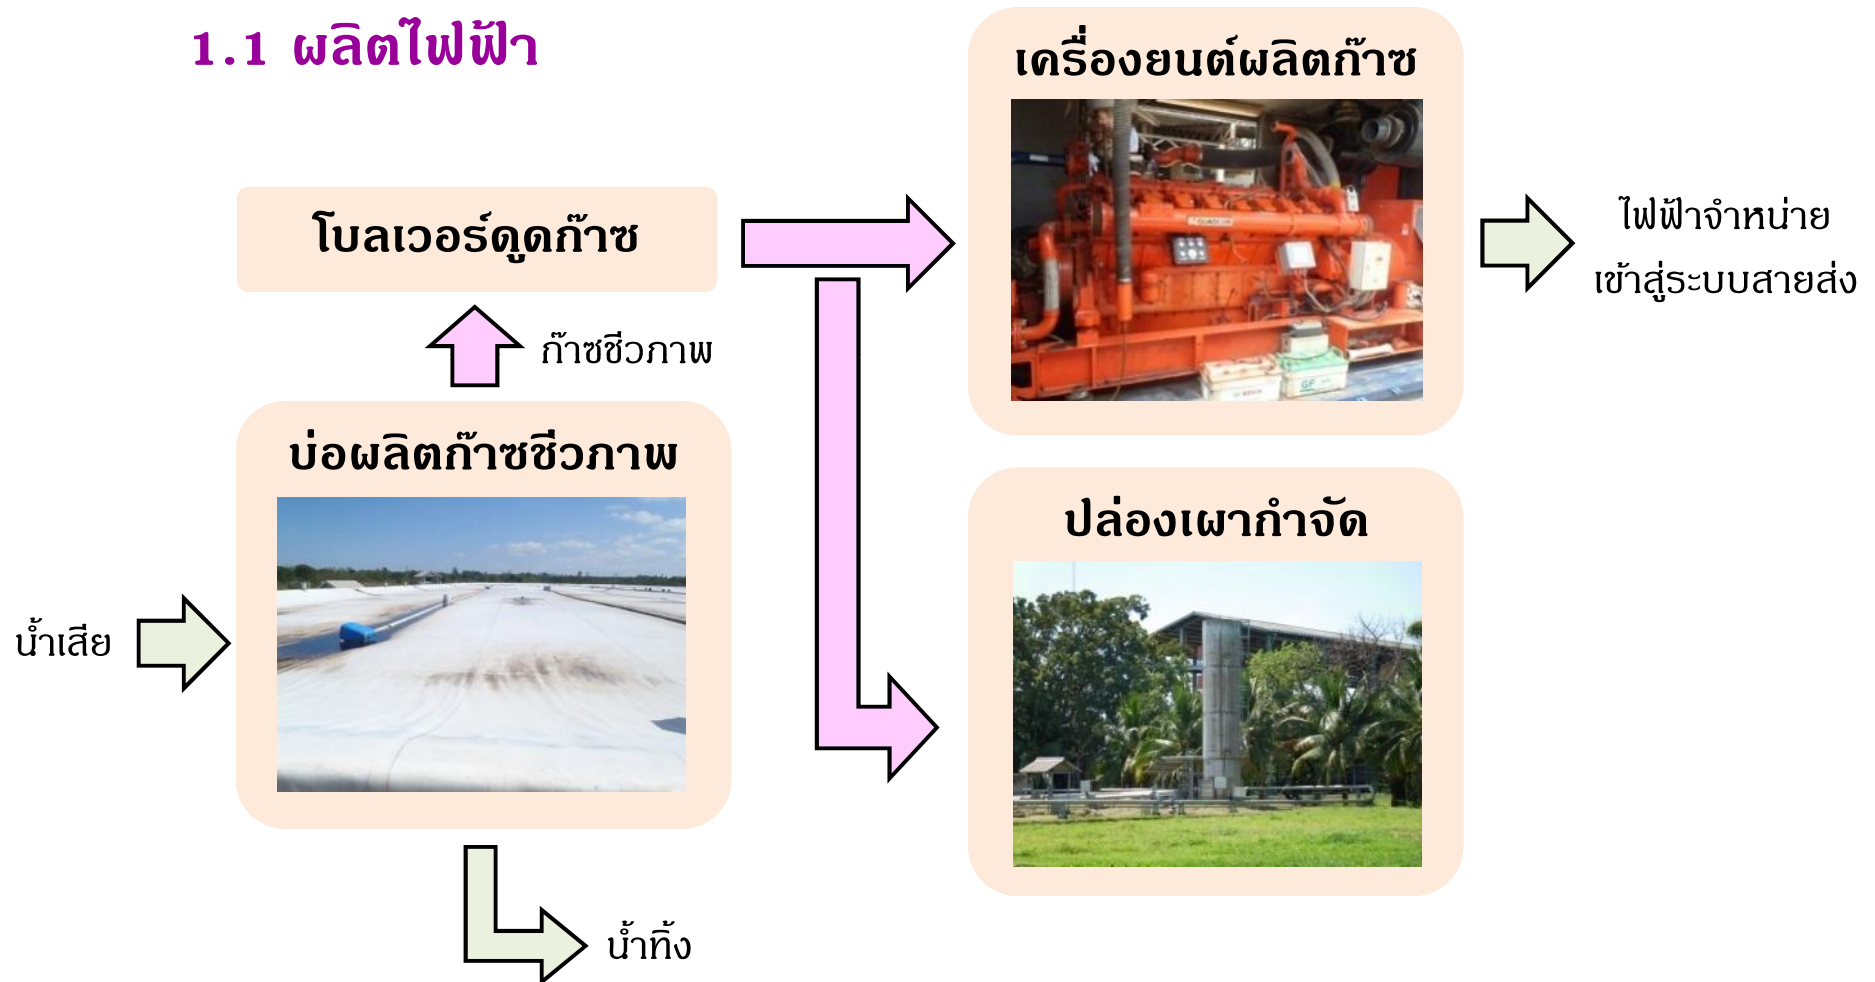 1.1 ผลิตไฟฟ้า
เครื่องยนต์ผลิตก๊าซ
โบลเวอร์ดูดก๊าซ
ไฟฟ้าจำหน่าย
เข้าสู่ระบบสายส่ง
ก๊าซชีวภาพ
บ่อผลิตก๊าซชีวภาพ
ปล่องเผากำจัด
น้ำเสีย
น้ำทิ้ง
GUASCOR
GF